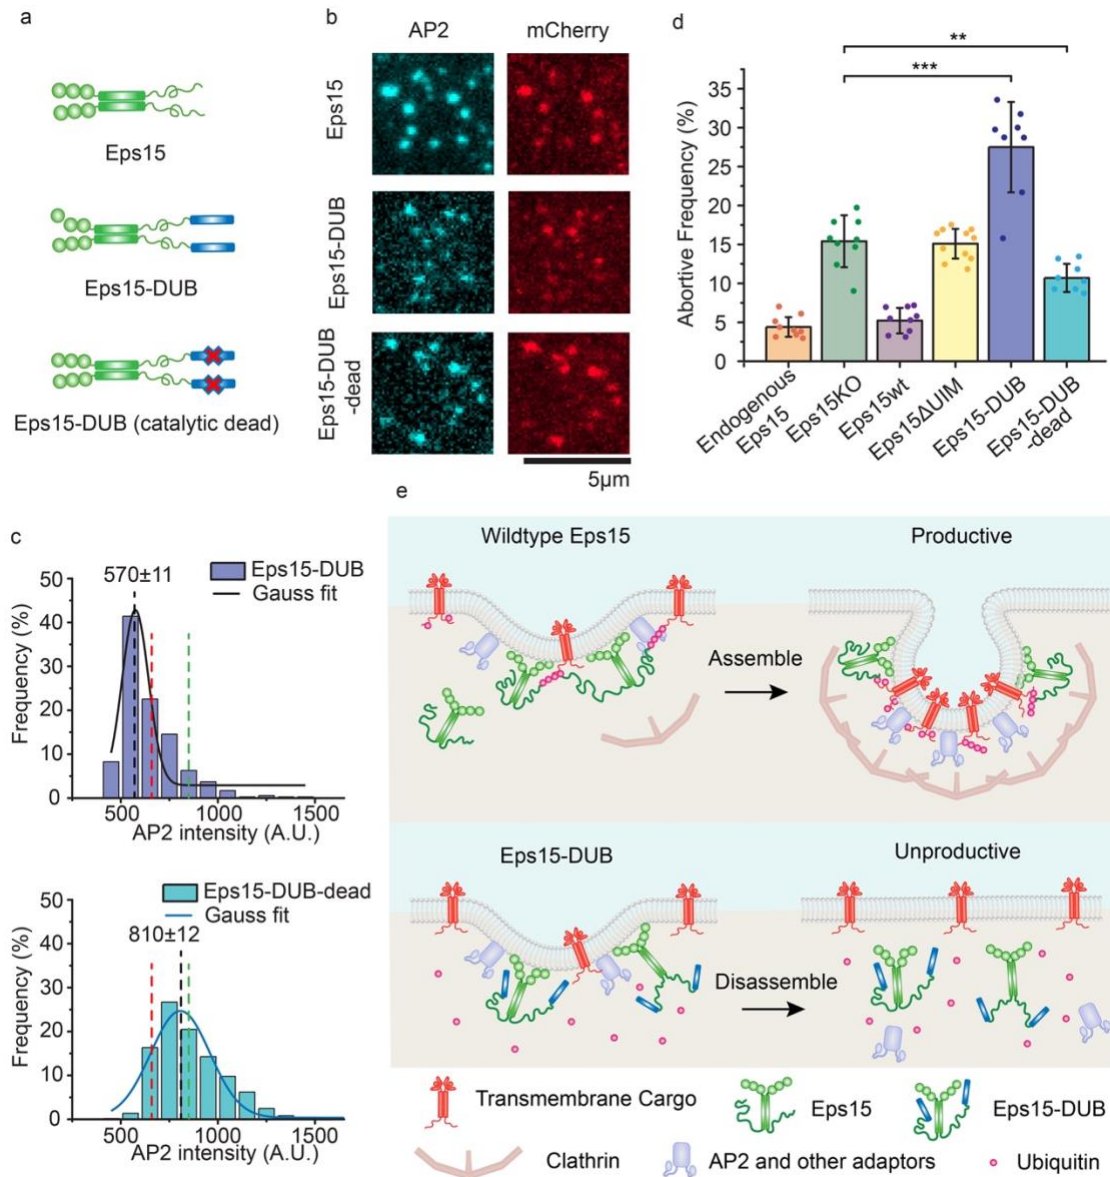 a
Eps15
Eps15-DUB
Eps15-DUB (catalytic dead)
b
AP2 mCherry
Eps15
Eps15-DUB
Eps15-DUB
-dead
5μm
d
**
***
Abortive Frequency (%)
40
35
30
25
20
15
10
5
0
Endogenous
Eps15
Eps15KO
Eps15wt
Eps15ΔUIM
Eps15-DUB
Eps15-DUB
-dead
c
570±11
Eps15-DUB
Gauss fit
Frequency (%)
50
40
30
20
10
0
500 1000 1500
AP2 intensity (A.U.)
Eps15-DUB-dead
Gauss fit
810±12
Frequency (%)
50
40
30
20
10
0
500 1000 1500
AP2 intensity (A.U.)
e
Wildtype Eps15 Productive
Assemble
Eps15-DUB Unproductive
Disassemble
Transmembrane Cargo Eps15 Eps15-DUB
Clathrin AP2 and other adaptors Ubiquitin